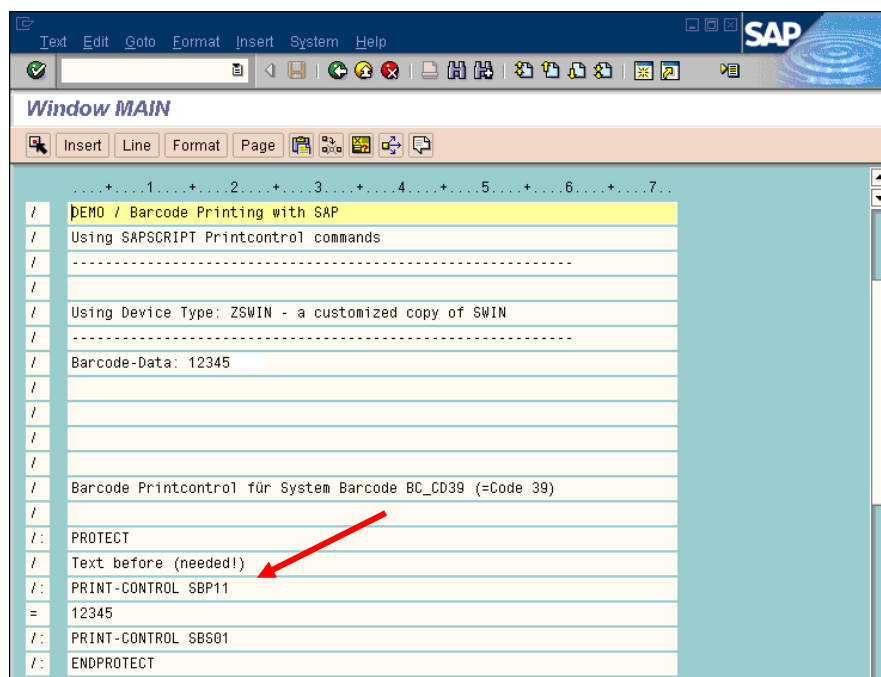 Text Edit Goto Format Insert System Help
SAP
Window MAIN
Insert Line Format Page
....+....1....+....2....+....3....+....4....+....5....+....6....+....7..
/ DEMO / Barcode Printing with SAP
/ Using SAPSCRIPT Printcontrol commands
/ ------------------------------------------------------------
/
/ Using Device Type: ZSWIN - a customized copy of SWIN
/ ------------------------------------------------------------
/ Barcode-Data: 12345
/
/
/
/
/ Barcode Printcontrol für System Barcode BC_CD39 (=Code 39)
/
/: PROTECT
/ Text before (needed!)
/: PRINT-CONTROL SBP11
= 12345
/: PRINT-CONTROL SBS01
/: ENDPROTECT